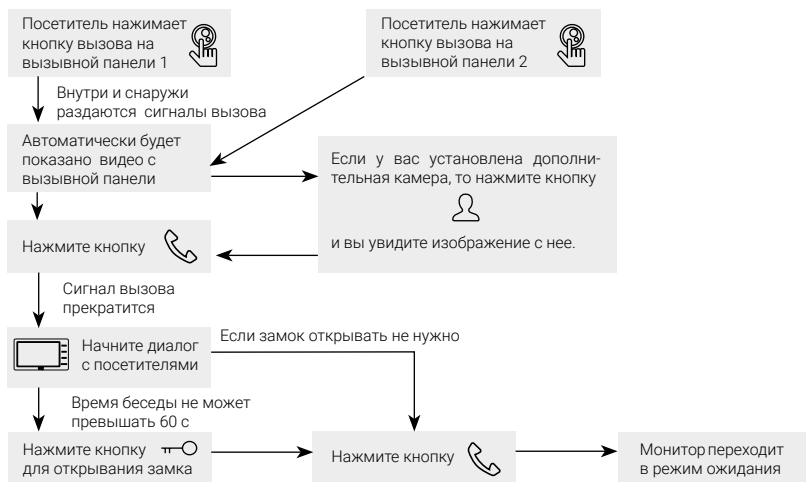 Посетитель нажимает
кнопку вызова на
вызывной панели 1
Посетитель нажимает
кнопку вызова на
вызывной панели 2
Внутри и снаружи
раздаются сигналы вызова
Автоматически будет
показано видео с
вызывной панели
Если у вас установлена дополни-
тельная камера, то нажмите кнопку
и вы увидите изображение с нее.
Нажмите кнопку
Сигнал вызова
прекратится
Начните диалог
с посетителями
Если замок открывать не нужно
Время беседы не может
превышать 60 с
Нажмите кнопку
для открывания замка
Нажмите кнопку
Монитор переходит
в режим ожидания